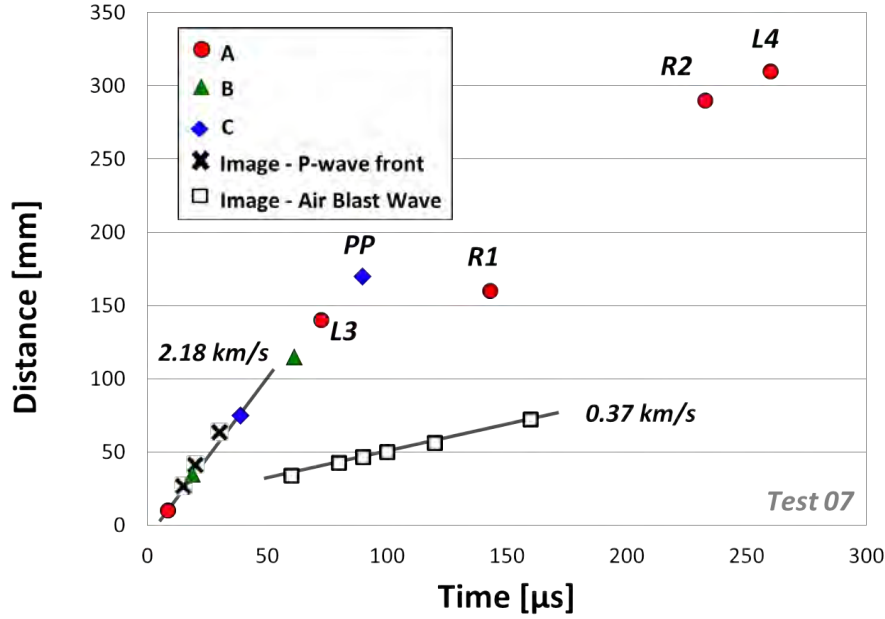 350
300
250
200
150
100
50
0
Distance [mm]
A
B
C
Image - P-wave front
Image - Air Blast Wave
L4
R2
PP
R1
L3
2.18 km/s
0.37 km/s
Test 07
0 50 100 150 200 250 300
Time [µs]